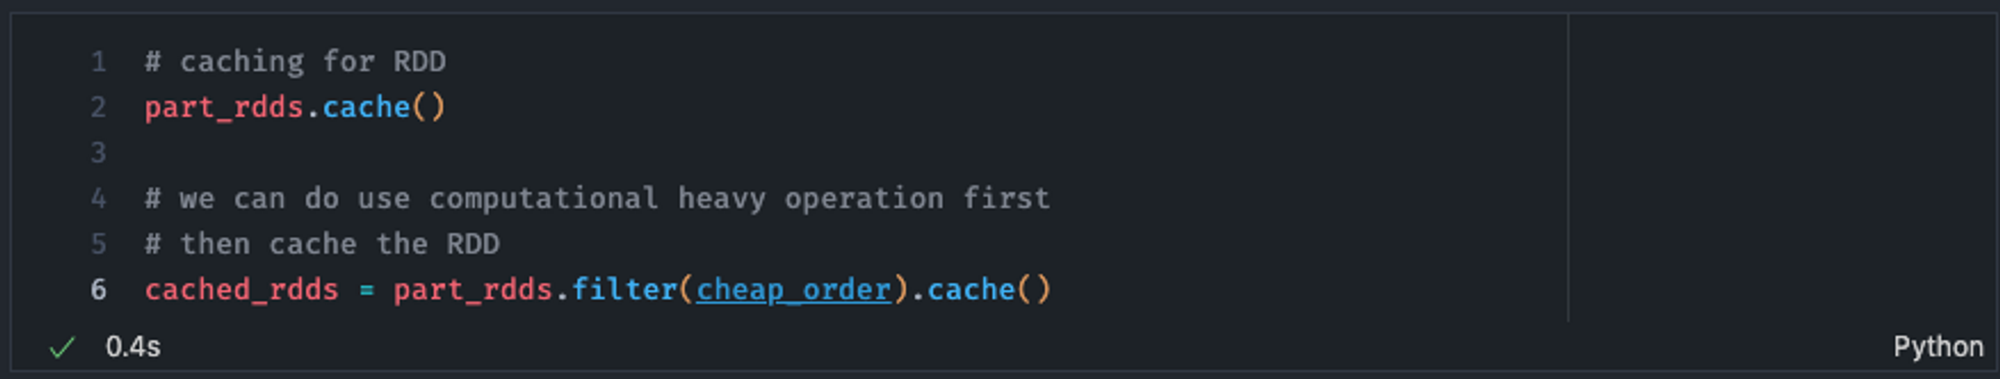 1 # caching for RDD
2 part_rdds.cache()
3
4 # we can do use computational heavy operation first
5 # then cache the RDD
6 cached_rdds = part_rdds.filter(cheap_order).cache()
✓ 0.4s Python